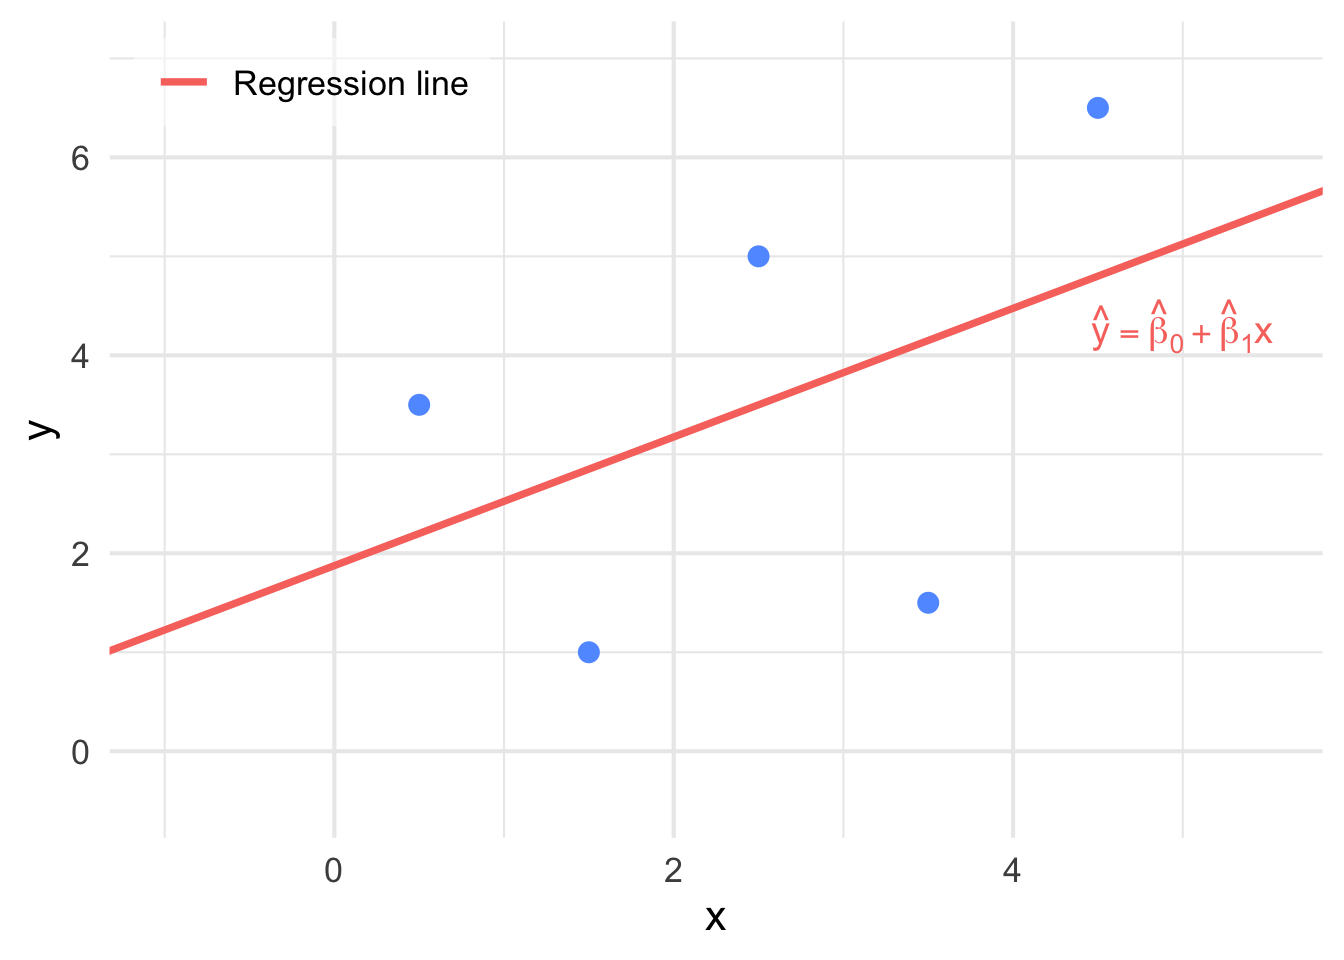 Regression line
6
4
2
0
ŷ = β̂₀ + β̂₁x
y
0 2 4
x